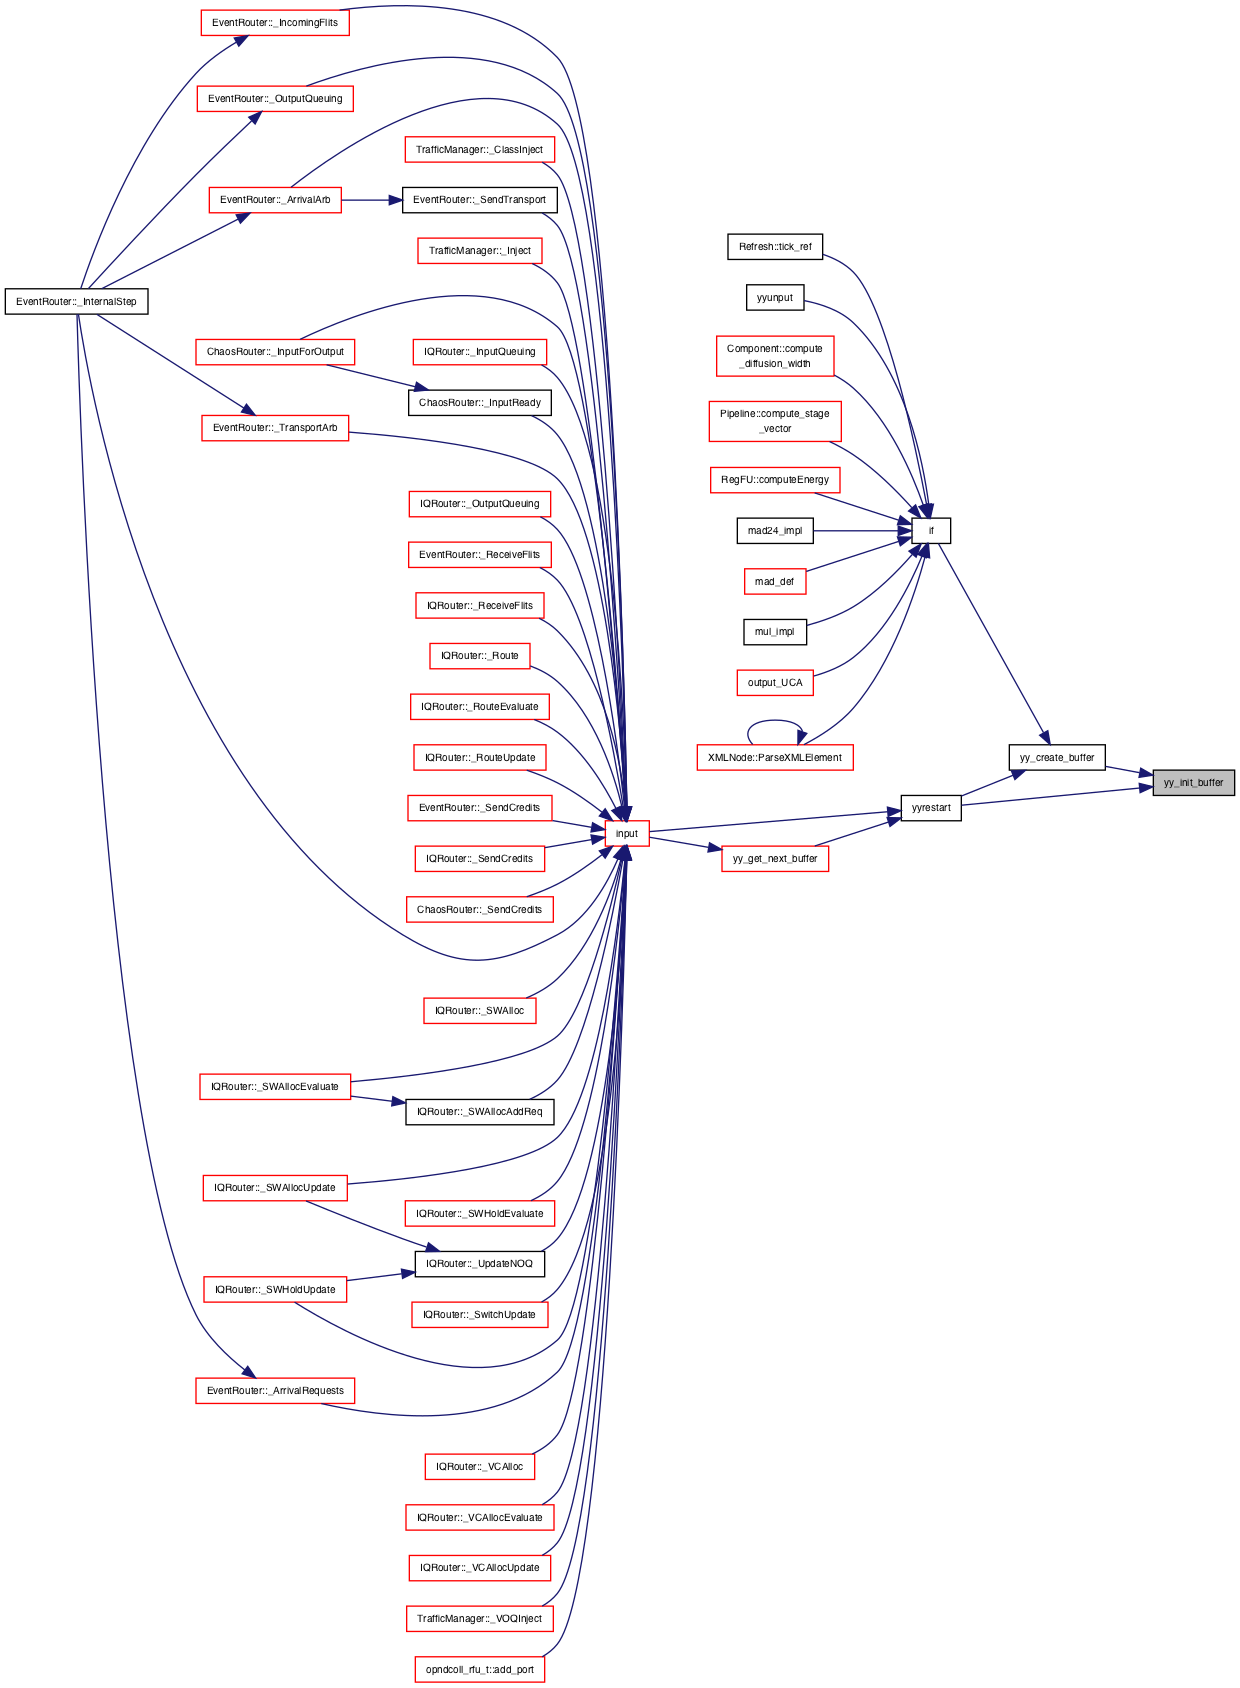 EventRouter::_IncomingFlits
EventRouter::_OutputQueuing
TrafficManager::_ClassInject
EventRouter::_ArrivalArb
EventRouter::_SendTransport
TrafficManager::_Inject
Refresh::tick_ref
EventRouter::_InternalStep
yyunput
ChaosRouter::_InputForOutput
IQRouter::_InputQueuing
Component::compute
_diffusion_width
ChaosRouter::_InputReady
Pipeline::compute_stage
_vector
EventRouter::_TransportArb
RegFU::computeEnergy
IQRouter::_OutputQueuing
mad24_impl
if
EventRouter::_ReceiveFlits
mad_def
IQRouter::_ReceiveFlits
mul_impl
IQRouter::_Route
output_UCA
IQRouter::_RouteEvaluate
IQRouter::_RouteUpdate
XMLNode::ParseXMLElement
yy_create_buffer
yy_init_buffer
EventRouter::_SendCredits
yyrestart
input
IQRouter::_SendCredits
yy_get_next_buffer
ChaosRouter::_SendCredits
IQRouter::_SWAlloc
IQRouter::_SWAllocEvaluate
IQRouter::_SWAllocAddReq
IQRouter::_SWAllocUpdate
IQRouter::_SWHoldEvaluate
IQRouter::_UpdateNOQ
IQRouter::_SWHoldUpdate
IQRouter::_SwitchUpdate
EventRouter::_ArrivalRequests
IQRouter::_VCAlloc
IQRouter::_VCAllocEvaluate
IQRouter::_VCAllocUpdate
TrafficManager::_VOQInject
opndcoll_rfu_t::add_port